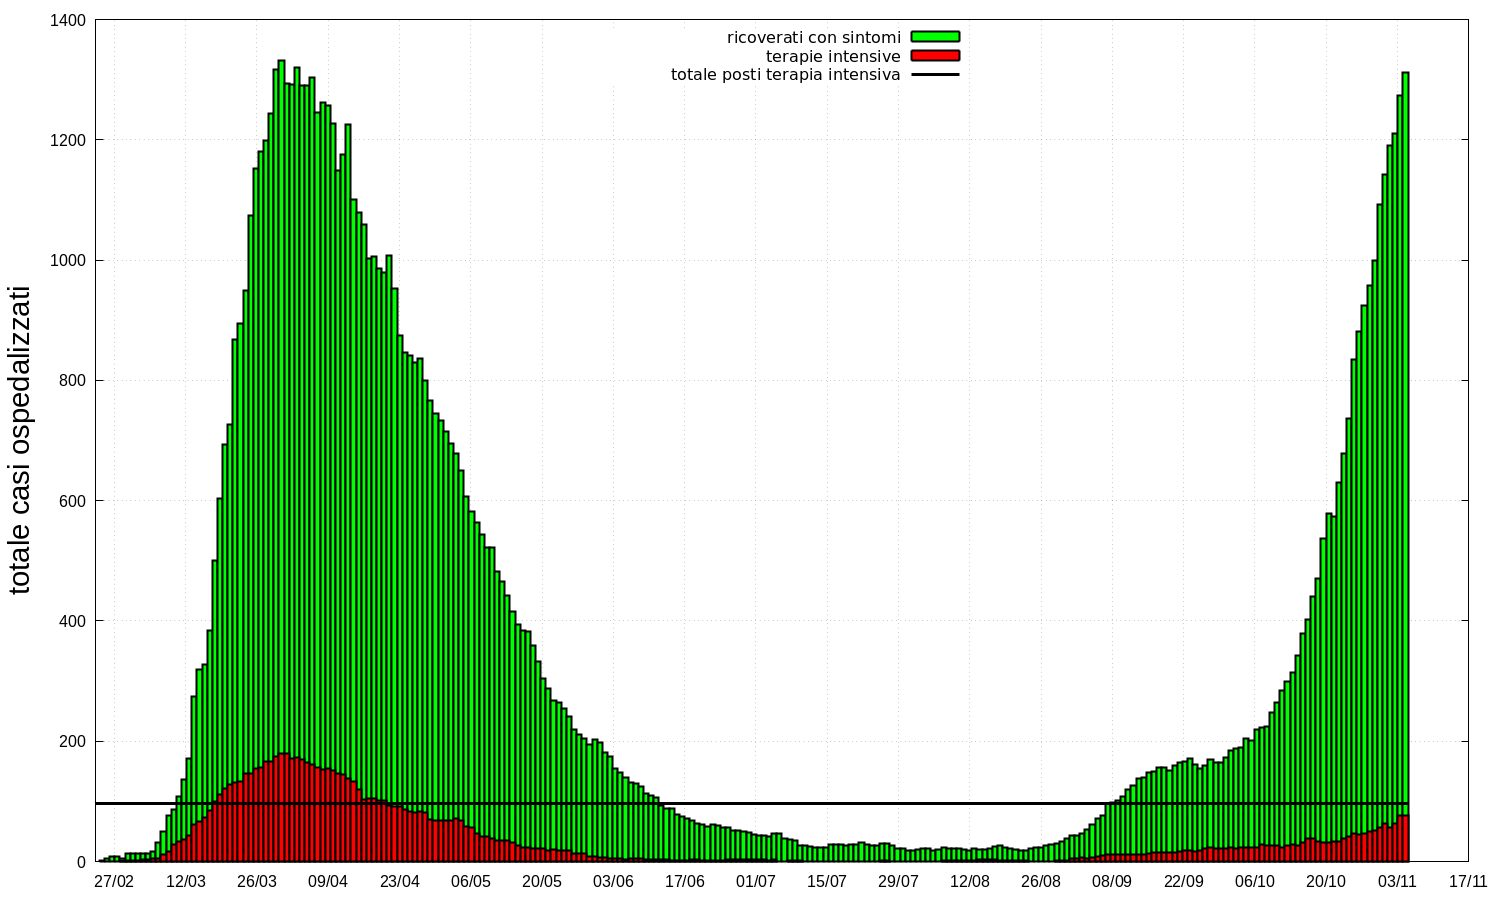 ricoverati con sintomi
terapie intensive
totale posti terapia intensiva
totale casi ospedalizzati
1400
1200
1000
800
600
400
200
0
27/02 12/03 26/03 09/04 23/04 06/05 20/05 03/06 17/06 01/07 15/07 29/07 12/08 26/08 08/09 22/09 06/10 20/10 03/11 17/11